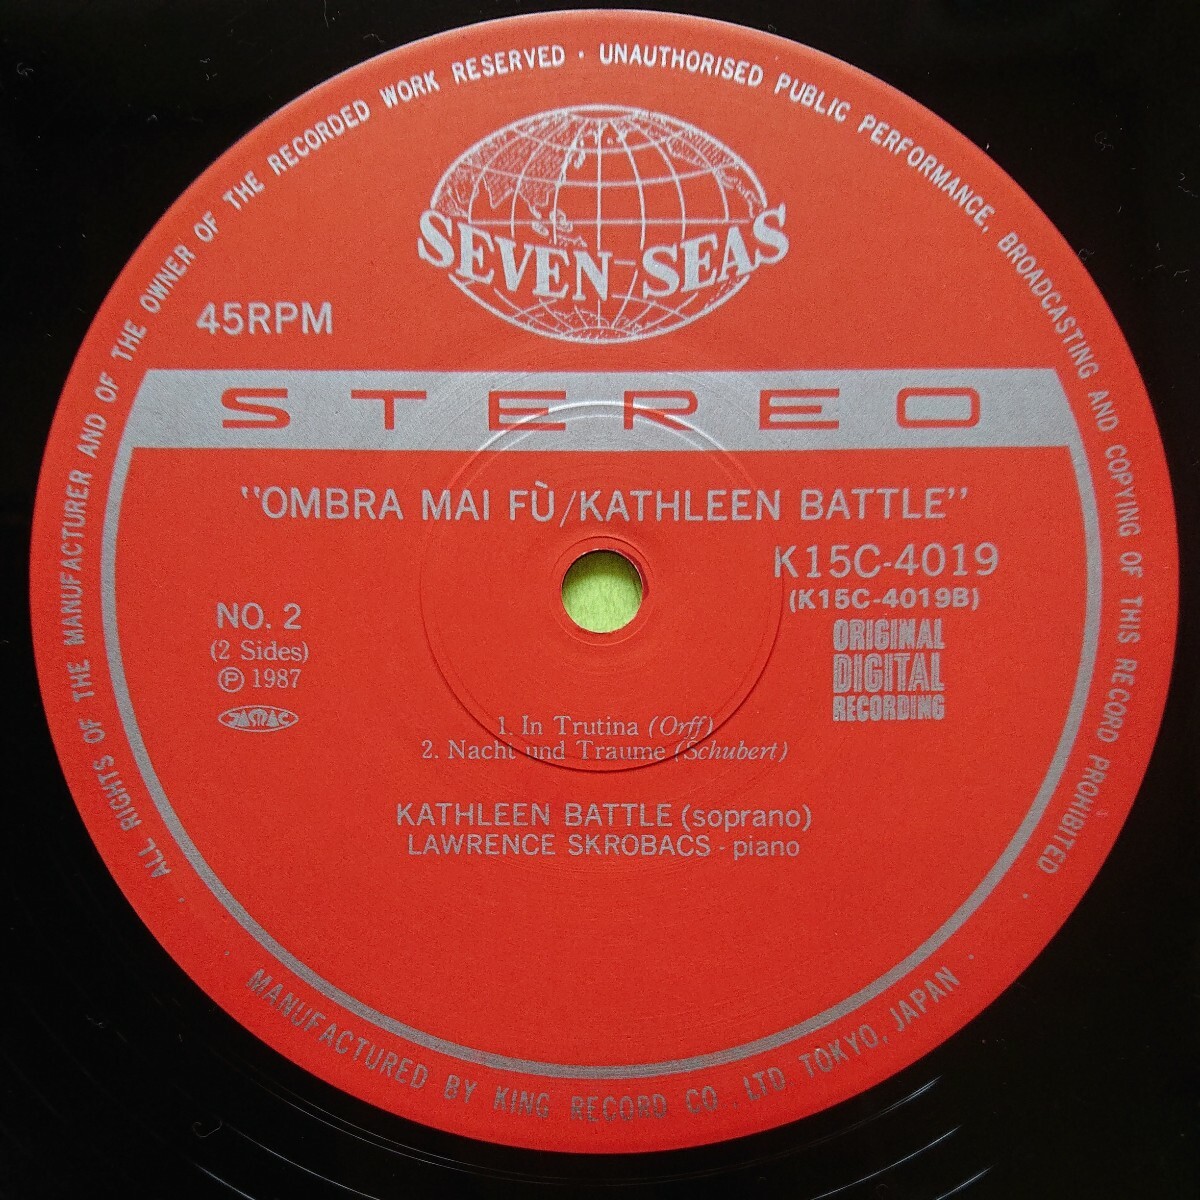 ALL RIGHTS OF THE MANUFACTURER AND OF THE OWNER OF THE RECORDED WORK RESERVED · UNAUTHORISED PUBLIC PERFORMANCE, BROADCASTING AND COPYING OF THIS RECORD PROHIBITED
SEVEN SEAS
45RPM
STEREO
"OMBRA MAI FÙ/KATHLEEN BATTLE"
K15C-4019
(K15C-4019B)
NO. 2
(2 Sides)
℗ 1987
JASRAC
ORIGINAL
DIGITAL
RECORDING
1. In Trutina (Orff)
2. Nacht und Traume (Schubert)
KATHLEEN BATTLE (soprano)
LAWRENCE SKROBACS - piano
· MANUFACTURED BY KING RECORD CO., LTD TOKYO, JAPAN ·